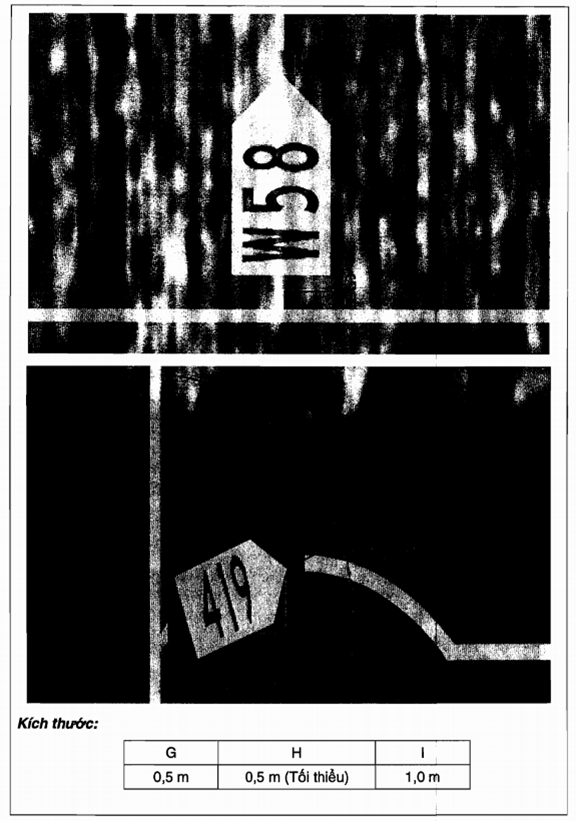 W58
419
Kích thước:
G H I
0,5 m 0,5 m (Tối thiểu) 1,0 m